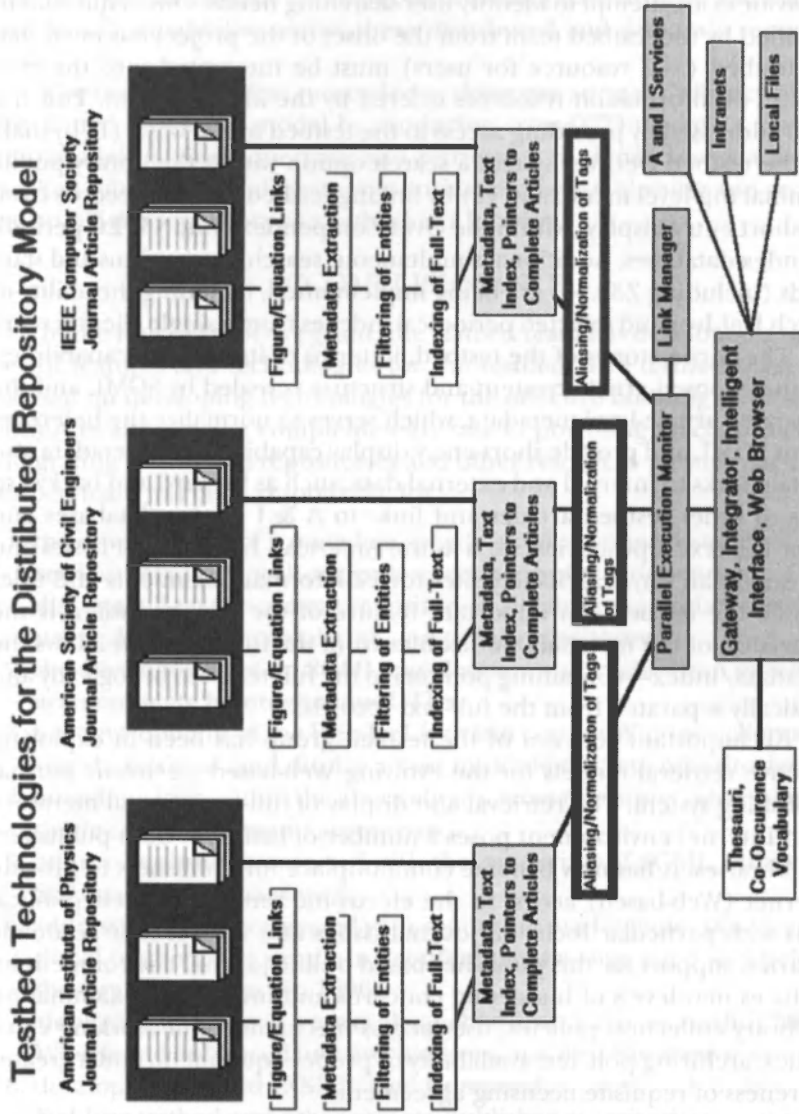 Testbed Technologies for the Distributed Repository Model
American Institute of Physics
Journal Article Repository
Figure/Equation Links
Metadata Extraction
Filtering of Entities
Indexing of Full-Text
Metadata, Text
Index, Pointers to
Complete Articles
Aliasing/Normalization of Tags
American Society of Civil Engineers
Journal Article Repository
Figure/Equation Links
Metadata Extraction
Filtering of Entities
Indexing of Full-Text
Metadata, Text
Index, Pointers to
Complete Articles
Aliasing/Normalization
of Tags
IEEE Computer Society
Journal Article Repository
Figure/Equation Links
Metadata Extraction
Filtering of Entities
Indexing of Full-Text
Metadata, Text
Index, Pointers to
Complete Articles
Aliasing/Normalization of Tags
Parallel Execution Monitor
Link Manager
Gateway, Integrator, Intelligent
Interface - Web Browser
Thesauri,
Co-Occurence
Vocabulary
A and I Services
Intranets
Local Files